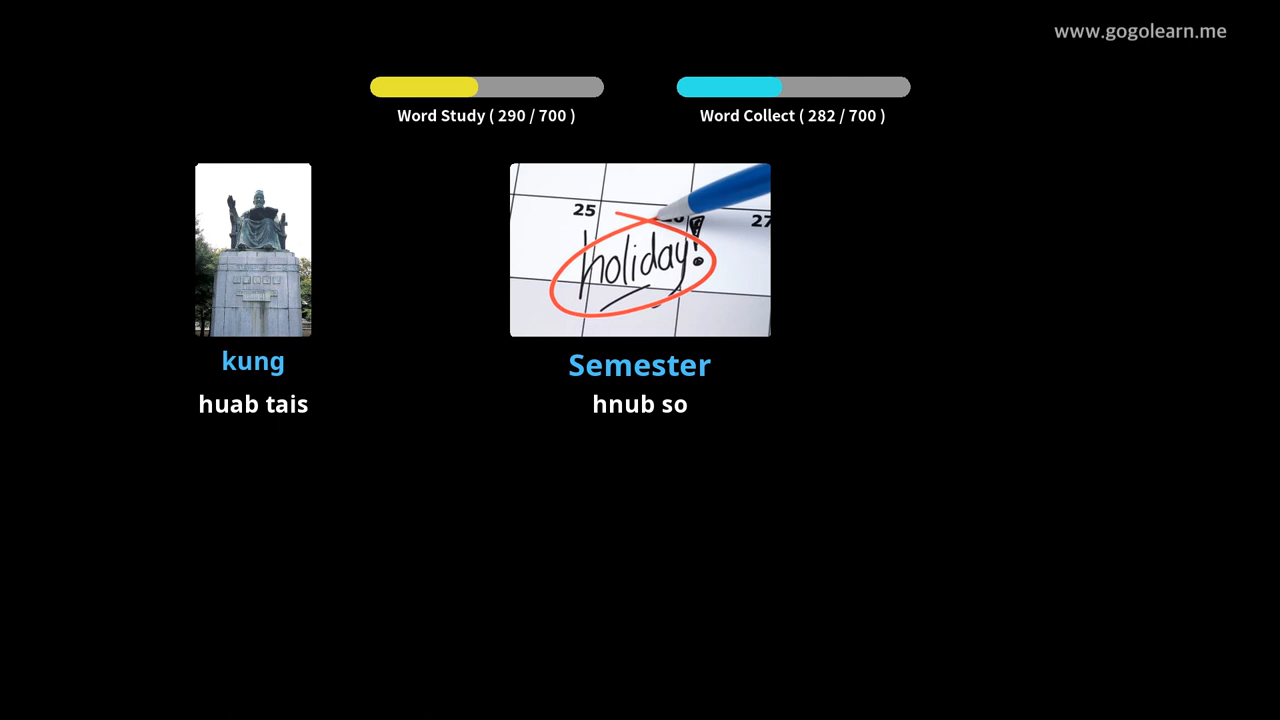 www.gogolearn.me
Word Study ( 290 / 700 )
Word Collect ( 282 / 700 )
25
27
holiday!
kung
Semester
huab tais
hnub so